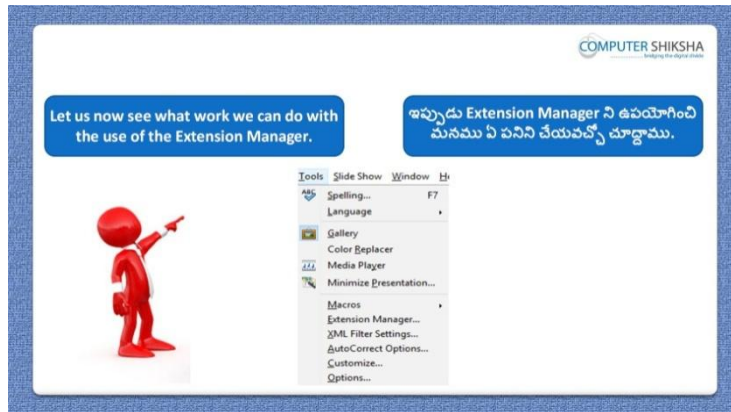 COMPUTER SHIKSHA
bridging the digital divide
Let us now see what work we can do with
the use of the Extension Manager.
ఇప్పుడు Extension Manager ని ఉపయోగించి
మనము ఏ పనిని చేయవచ్చో చూద్దాము.
Tools Slide Show Window He
ABC Spelling... F7
Language
Gallery
Color Replacer
Media Player
Minimize Presentation...
Macros
Extension Manager...
XML Filter Settings...
AutoCorrect Options...
Customize...
Options...